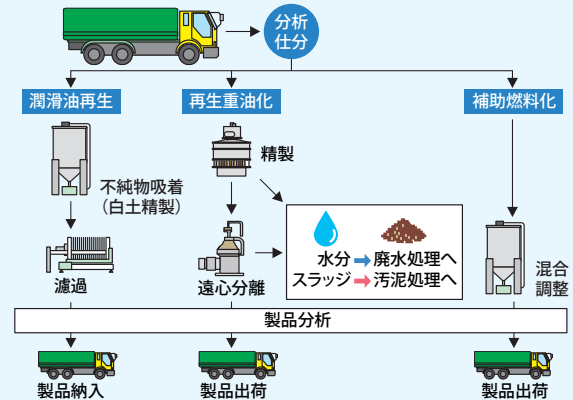 分析
仕分
潤滑油再生
再生重油化
補助燃料化
精製
不純物吸着
（白土精製）
水分
廃水処理へ
スラッジ
汚泥処理へ
濾過
遠心分離
混合
調整
製品分析
製品納入
製品出荷
製品出荷